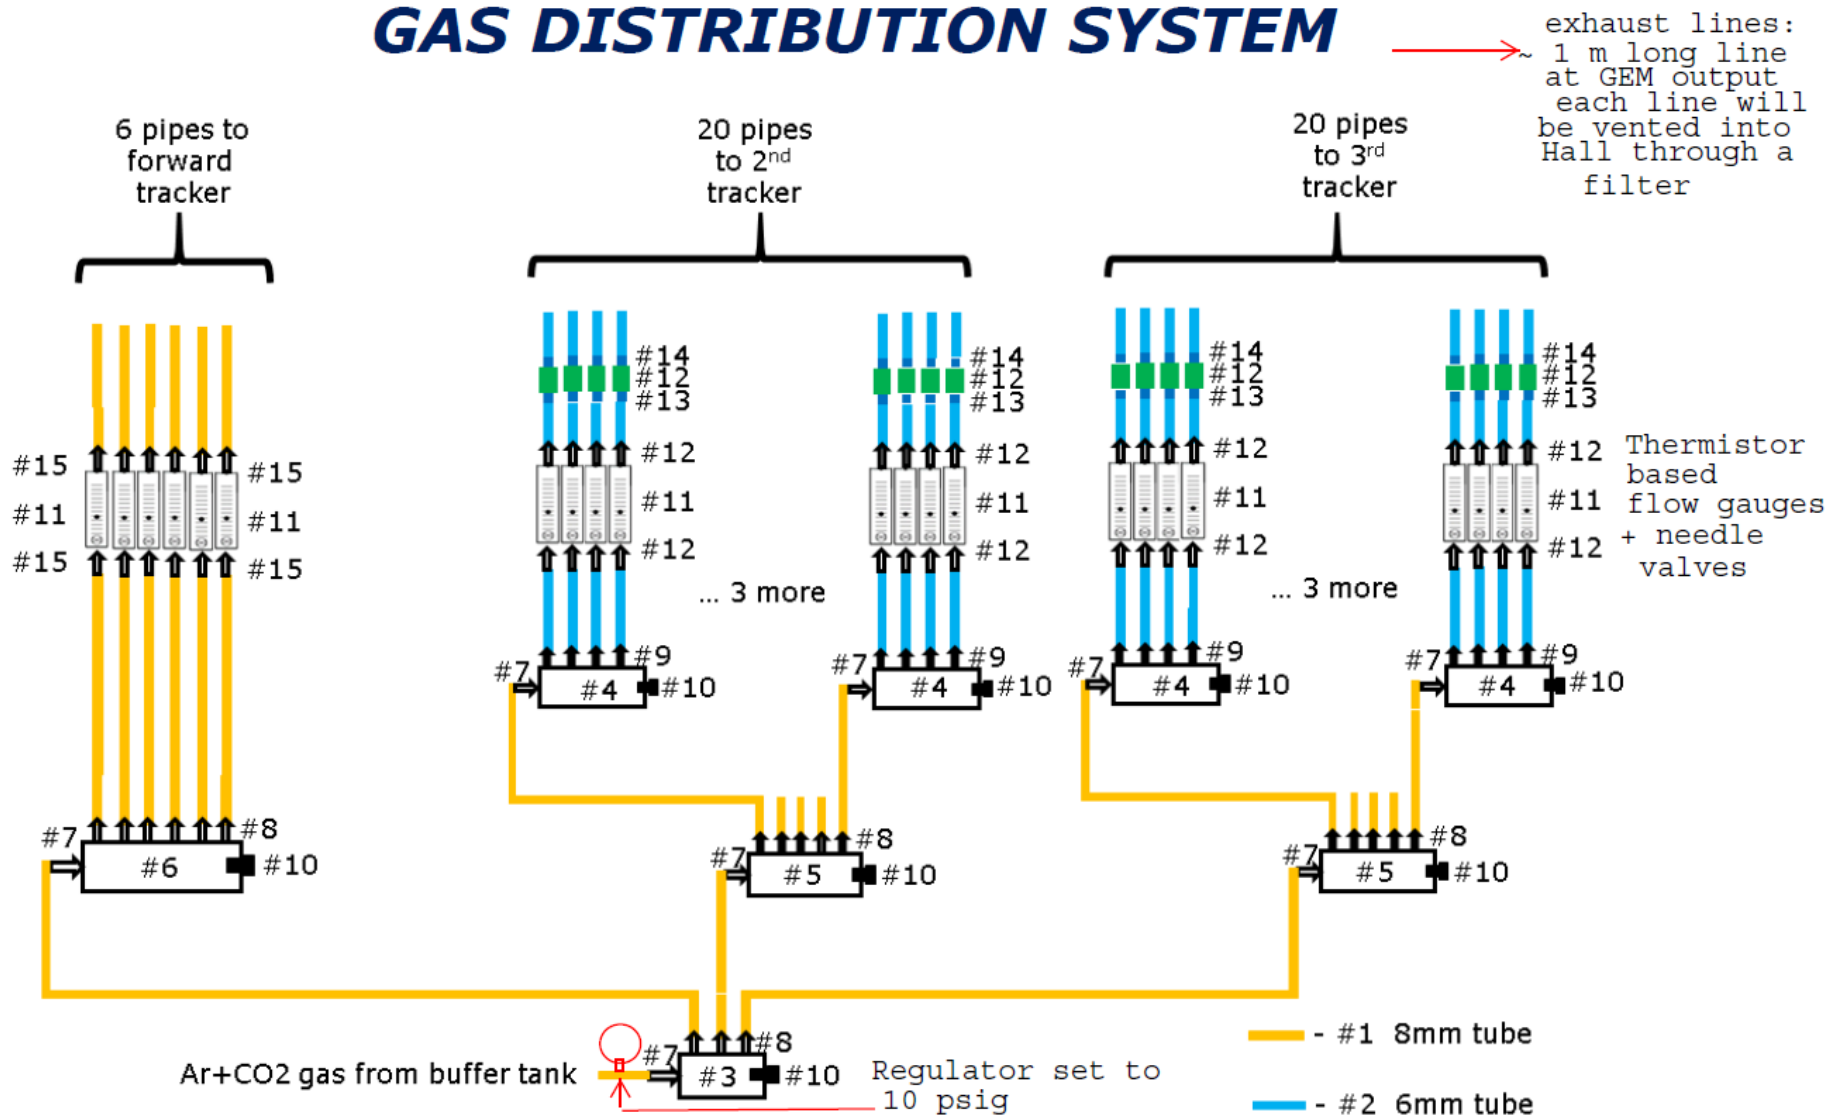 GAS DISTRIBUTION SYSTEM
exhaust lines:
~ 1 m long line
at GEM output
each line will
be vented into
Hall through a
filter
6 pipes to
forward
tracker
20 pipes
to 2nd
tracker
20 pipes
to 3rd
tracker
#14
#12
#13
#14
#12
#13
#14
#12
#13
#14
#12
#13
#15
#15
#12
#12
#12
#12
Thermistor
based
flow gauges
+ needle
valves
#11
#11
#11
#11
#11
#11
#15
#15
#12
#12
#12
#12
... 3 more
... 3 more
#7
#9
#4
#10
#7
#9
#4
#10
#7
#9
#4
#10
#7
#9
#4
#10
#7
#8
#6
#10
#7
#8
#5
#10
#7
#8
#5
#10
Ar+CO2 gas from buffer tank
#7
#8
#3
#10
Regulator set to
10 psig
- #1 8mm tube
- #2 6mm tube